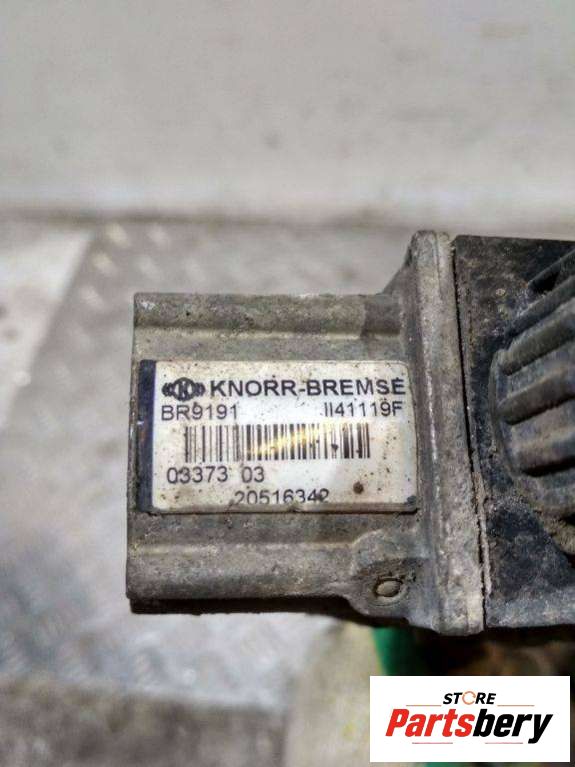 KNORR-BREMSE
BR9191 II41119F
03373 03
20516342
STORE
Partsbery